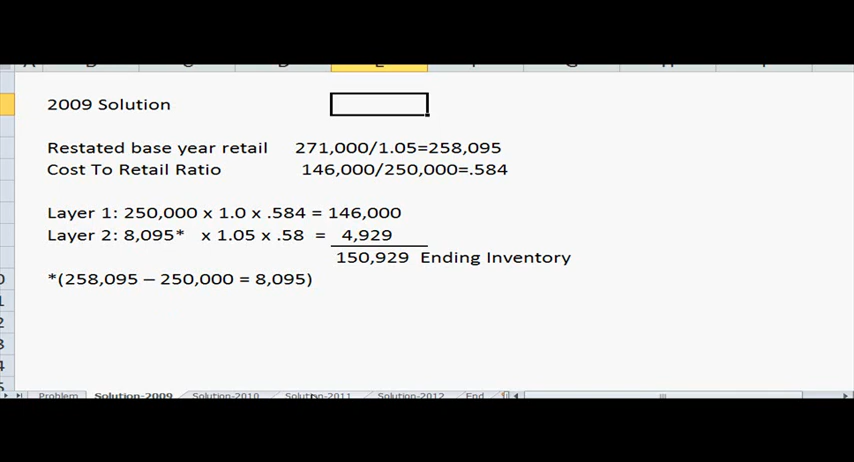 2009 Solution
Restated base year retail 271,000/1.05=258,095
Cost To Retail Ratio 146,000/250,000=.584
Layer 1: 250,000 x 1.0 x .584 = 146,000
Layer 2: 8,095* x 1.05 x .58 = 4,929
150,929 Ending Inventory
*(258,095 – 250,000 = 8,095)
Problem Solution-2009 Solution-2010 Solution-2011 Solution-2012 End